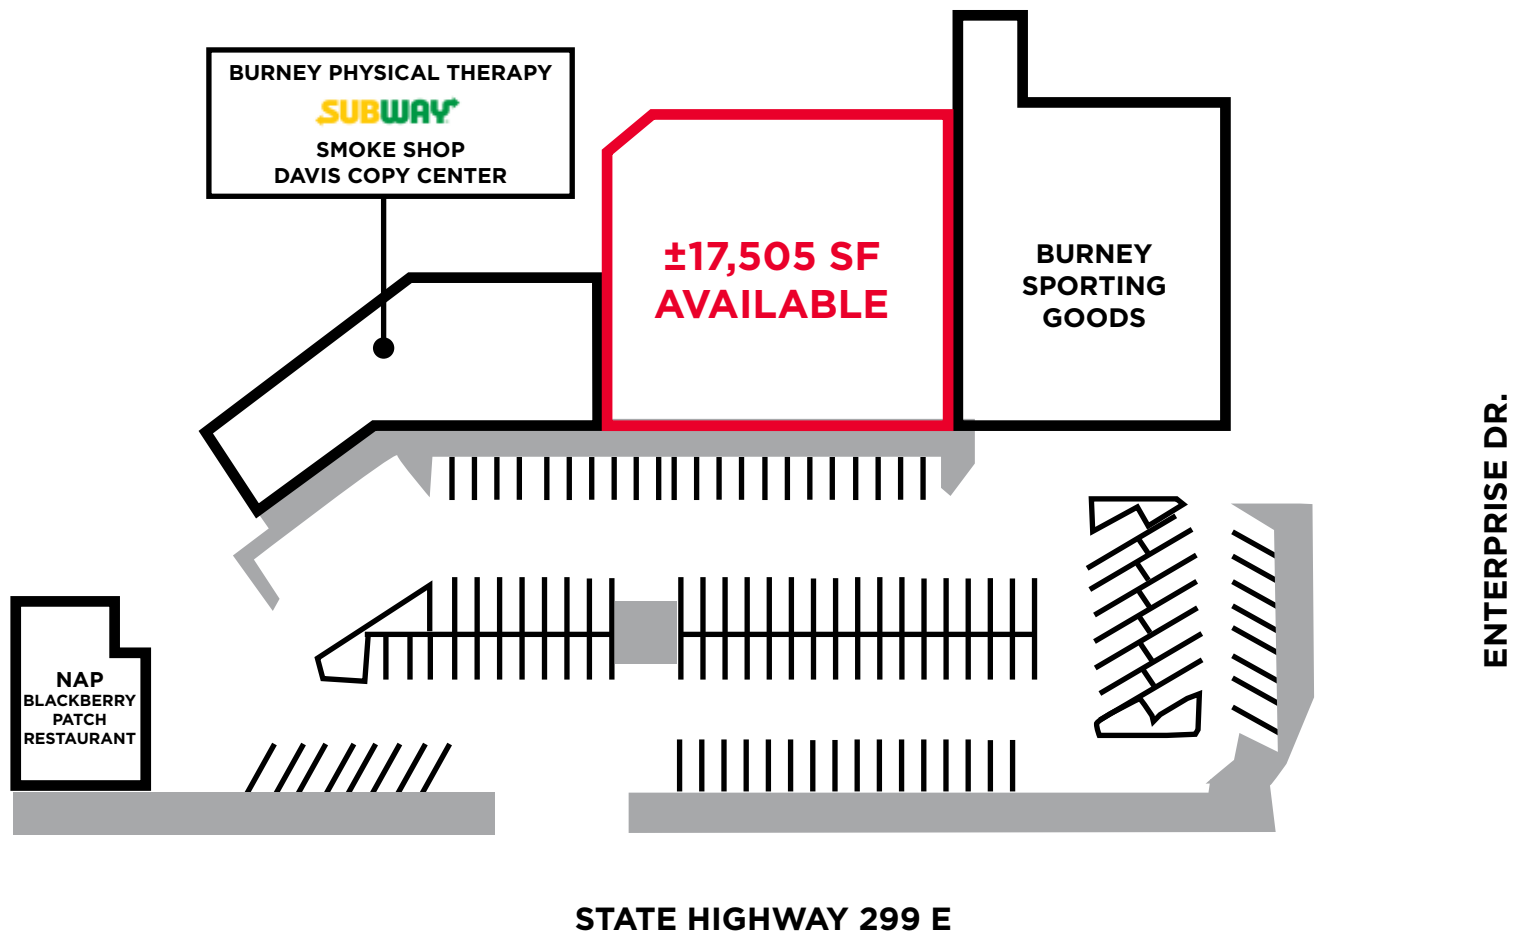 BURNEY PHYSICAL THERAPY
SUBWAY
SMOKE SHOP
DAVIS COPY CENTER
±17,505 SF
AVAILABLE
BURNEY
SPORTING
GOODS
ENTERPRISE DR.
NAP
BLACKBERRY
PATCH
RESTAURANT
STATE HIGHWAY 299 E